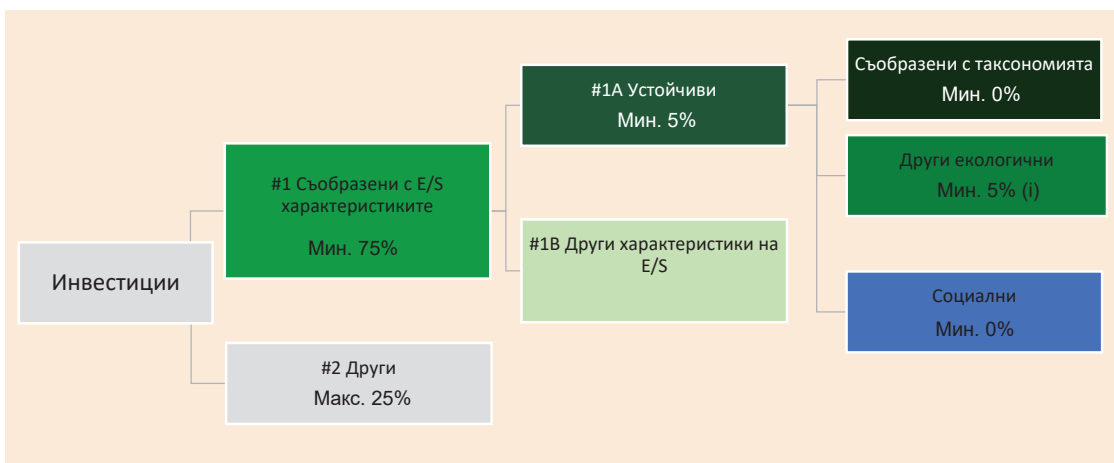 Инвестиции
#1 Съобразени с E/S
характеристиките
Мин. 75%
#2 Други
Макс. 25%
#1A Устойчиви
Мин. 5%
#1B Други характеристики на
E/S
Съобразени с таксономията
Мин. 0%
Други екологични
Мин. 5% (i)
Социални
Мин. 0%